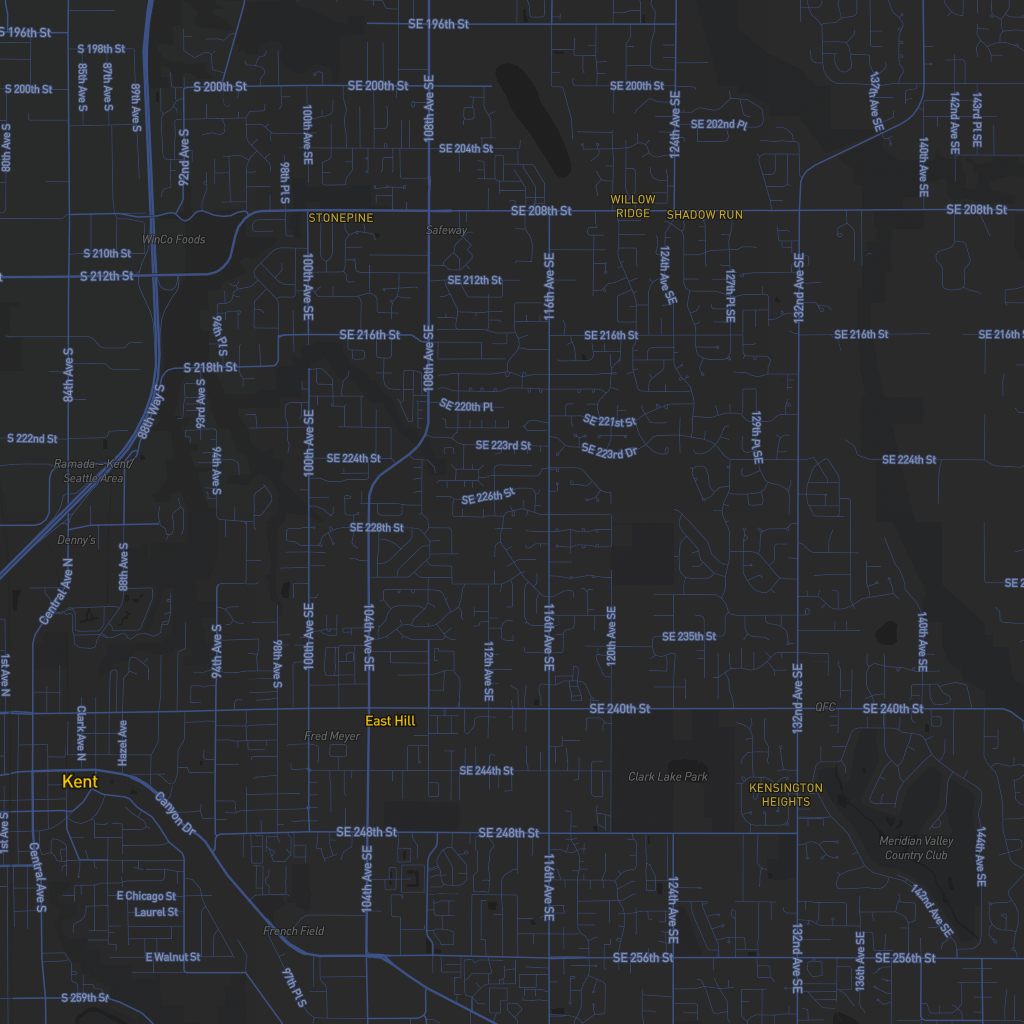 SE 196th St
S 196th St
S 198th St
85th Ave S
87th Ave S
89th Ave S
S 200th St
S 200th St
SE 200th St
SE 200th St
108th Ave SE
137th Ave SE
142nd Ave SE
143rd Pl SE
80th Ave S
92nd Ave S
100th Ave SE
124th Ave SE
SE 202nd Pl
SE 204th St
140th Ave SE
98th Pl S
WILLOW
RIDGE
STONEPINE
SE 208th St
SHADOW RUN
SE 208th St
Safeway
WinCo Foods
S 210th St
S 212th St
SE 212th St
100th Ave SE
116th Ave SE
124th Ave SE
127th Pl SE
132nd Ave SE
94th Pl S
SE 216th St
SE 216th St
SE 216th St
SE 216th
84th Ave S
S 218th St
108th Ave SE
93rd Ave S
88th Way S
SE 220th Pl
SE 221st St
129th Pl SE
S 222nd St
100th Ave SE
SE 223rd St
SE 223rd Dr
SE 224th St
SE 224th St
Ramada - Kent/
Seattle Area
94th Ave S
SE 226th St
SE 228th St
Denny's
88th Ave S
Central Ave N
94th Ave S
100th Ave SE
104th Ave SE
116th Ave SE
120th Ave SE
SE 235th St
140th Ave SE
98th Ave S
112th Ave SE
1st Ave N
132nd Ave SE
SE 240th St
QFC
SE 240th St
East Hill
Clark Ave N
Hazel Ave
Fred Meyer
SE 244th St
Clark Lake Park
Kent
KENSINGTON
HEIGHTS
Canyon Dr
1st Ave S
SE 248th St
SE 248th St
Meridian Valley
Country Club
144th Ave SE
Central Ave S
104th Ave SE
116th Ave SE
124th Ave SE
142nd Ave SE
E Chicago St
Laurel St
French Field
132nd Ave SE
136th Ave SE
E Walnut St
SE 256th St
SE 256th St
97th Pl S
S 259th St